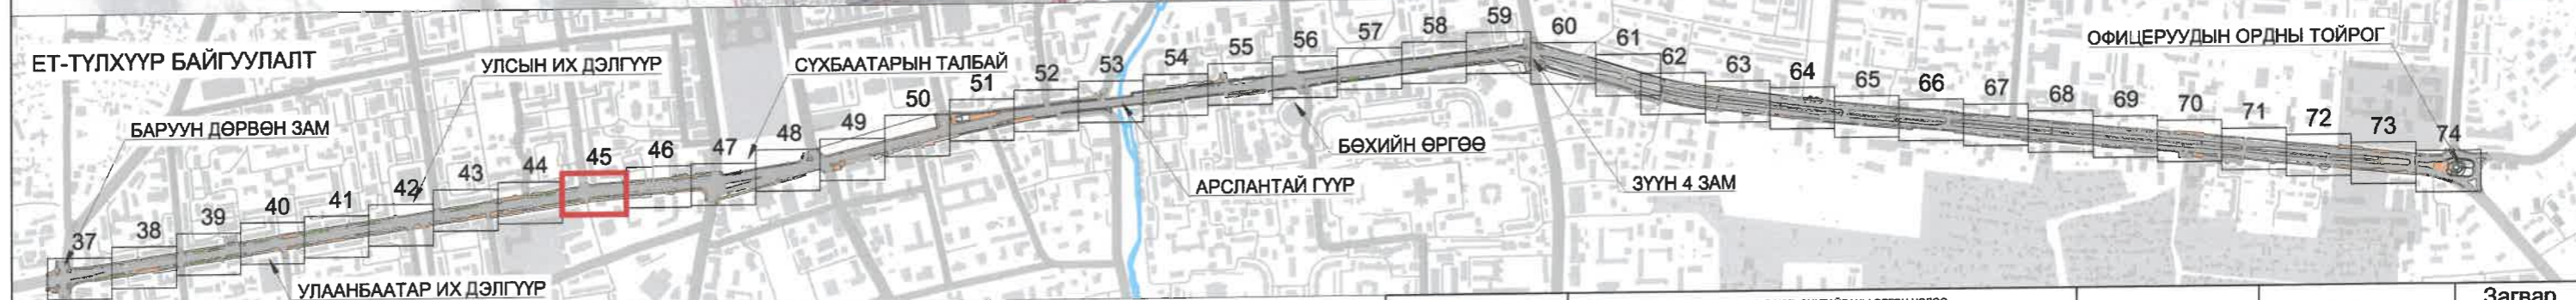 ЕТ-ТҮЛХҮҮР БАЙГУУЛАЛТ
БАРУУН ДӨРВӨН ЗАМ
УЛСЫН ИХ ДЭЛГҮҮР
СҮХБААТАРЫН ТАЛБАЙ
ОФИЦЕРУУДЫН ОРДНЫ ТОЙРОГ
37 38 39 40 41 42 43 44 45 46 47 48 49 50 51 52 53 54 55 56 57 58 59 60 61 62 63 64 65 66 67 68 69 70 71 72 73 74
БӨХИЙН ӨРГӨӨ
АРСЛАНТАЙ ГҮҮР
ЗҮҮН 4 ЗАМ
УЛААНБААТАР ИХ ДЭЛГҮҮР
Загвар